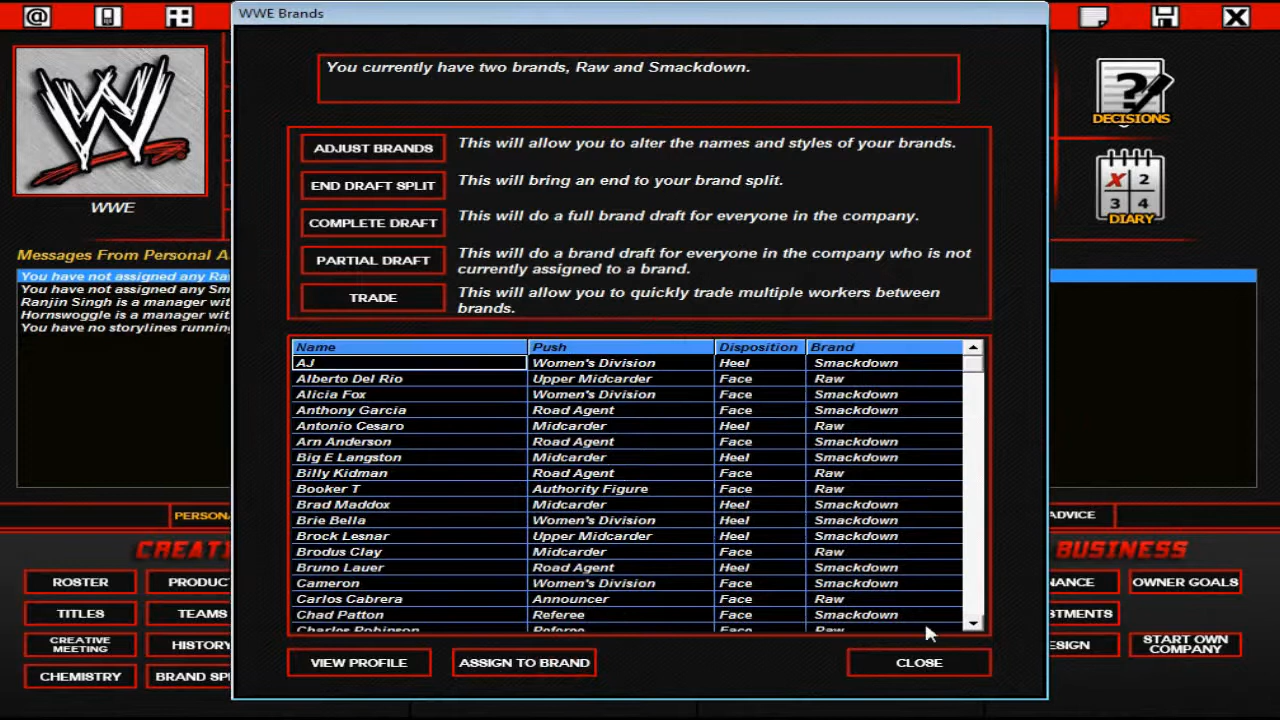 WWE Brands
You currently have two brands, Raw and Smackdown.
ADJUST BRANDS This will allow you to alter the names and styles of your brands.
END DRAFT SPLIT This will bring an end to your brand split.
COMPLETE DRAFT This will do a full brand draft for everyone in the company.
PARTIAL DRAFT This will do a brand draft for everyone in the company who is not
currently assigned to a brand.
TRADE This will allow you to quickly trade multiple workers between
brands.
DECISIONS
X 2
3 4
DIARY
WWE
Messages From Personal A
You have not assigned any Ra
You have not assigned any Sm
Ranjin Singh is a manager wit
Hornswoggle is a manager wit
You have no storylines running
Name Push Disposition Brand
AJ Women's Division Heel Smackdown
Alberto Del Rio Upper Midcarder Face Raw
Alicia Fox Women's Division Face Smackdown
Anthony Garcia Road Agent Face Smackdown
Antonio Cesaro Midcarder Heel Raw
Arn Anderson Road Agent Face Smackdown
Big E Langston Midcarder Heel Smackdown
Billy Kidman Road Agent Face Raw
Booker T Authority Figure Face Raw
Brad Maddox Midcarder Heel Smackdown
Brie Bella Women's Division Heel Smackdown
Brock Lesnar Upper Midcarder Heel Smackdown
Brodus Clay Midcarder Face Raw
Bruno Lauer Road Agent Heel Smackdown
Cameron Women's Division Face Smackdown
Carlos Cabrera Announcer Face Raw
Chad Patton Referee Face Smackdown
Charles Robinson Referee Face Raw
VIEW PROFILE ASSIGN TO BRAND CLOSE
PERSON
ADVICE
CREATI
BUSINESS
ROSTER PRODUC
TITLES TEAMS
CREATIVE
MEETING HISTORY
CHEMISTRY BRAND SP
NANCE OWNER GOALS
STMENTS
SIGN START OWN
COMPANY